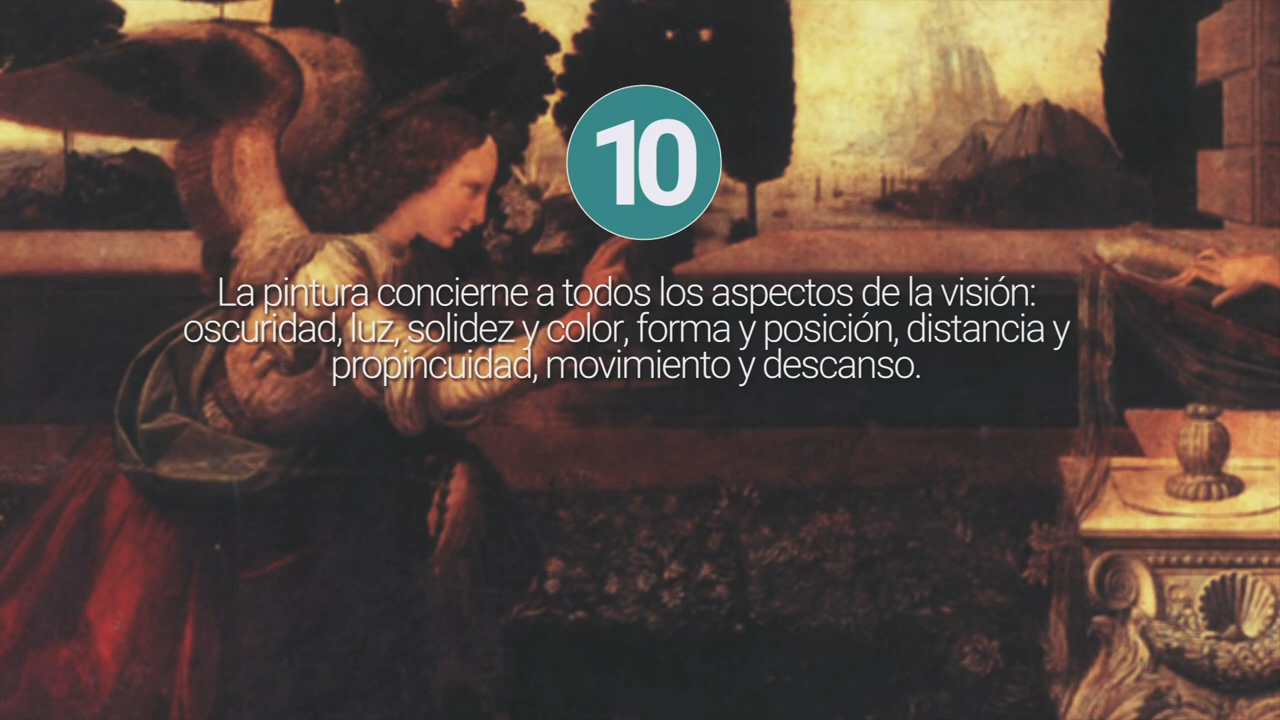 10
La pintura concierne a todos los aspectos de la visión:
oscuridad, luz, solidez y color, forma y posición, distancia y
propincuidad, movimiento y descanso.